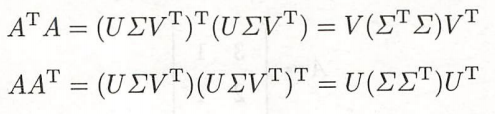 AᵀA = (UΣVᵀ)ᵀ(UΣVᵀ) = V(ΣᵀΣ)Vᵀ
AAᵀ = (UΣVᵀ)(UΣVᵀ)ᵀ = U(ΣΣᵀ)Uᵀ